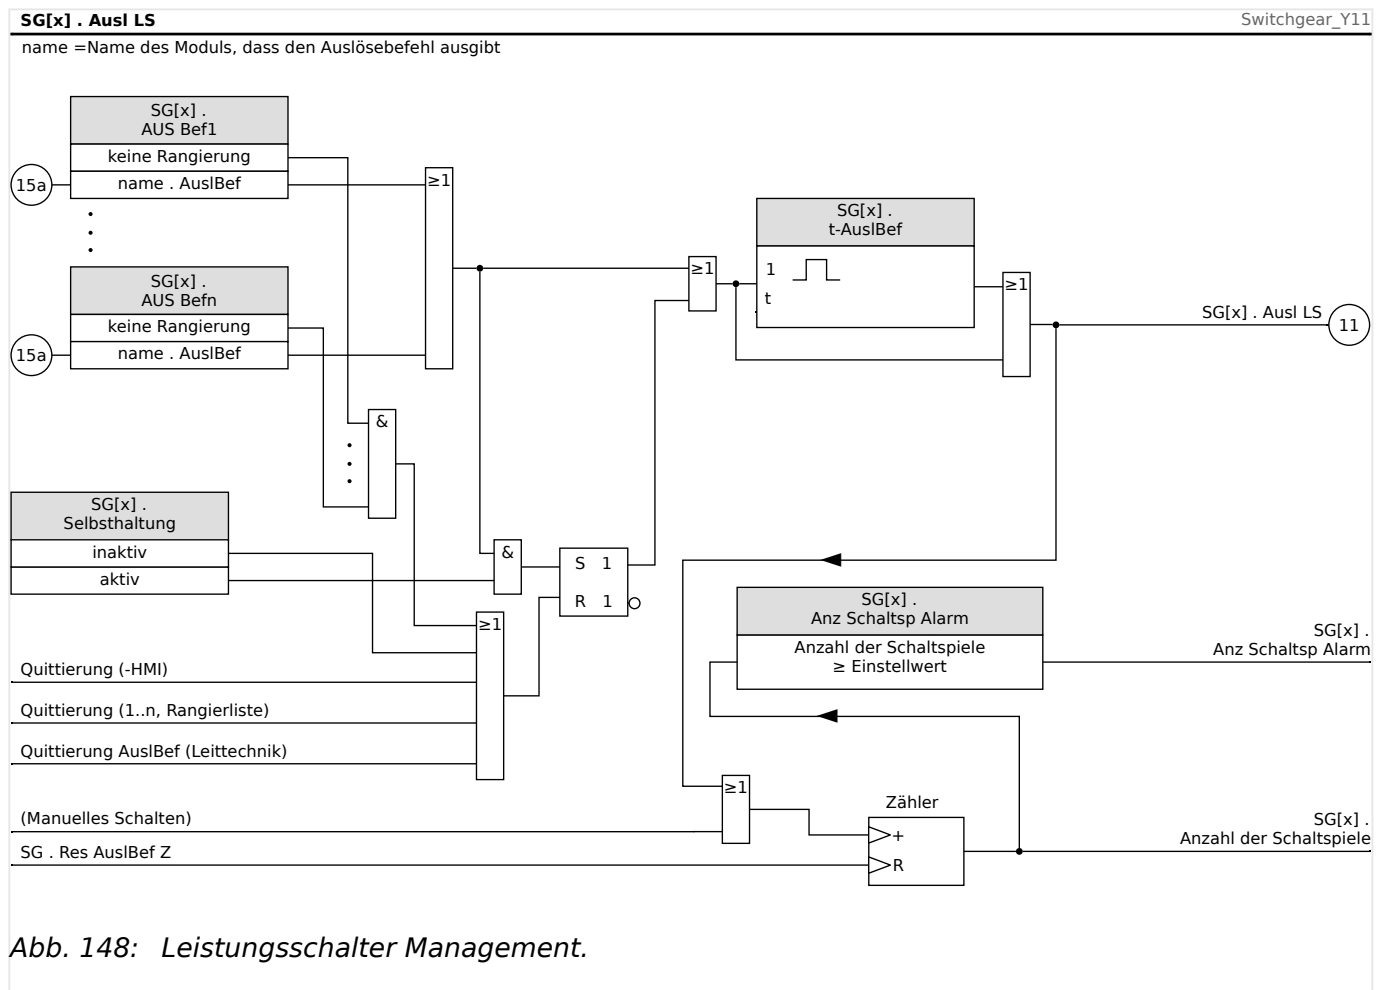 SG[x] . Ausl LS
Switchgear_Y11
name =Name des Moduls, dass den Auslösebefehl ausgibt
SG[x] .
AUS Bef1
keine Rangierung
15a
name . AuslBef
≥1
SG[x] .
t-AuslBef
1
t
≥1
≥1
SG[x] .
AUS Befn
keine Rangierung
15a
name . AuslBef
SG[x] . Ausl LS
11
&
SG[x] .
Selbsthaltung
inaktiv
aktiv
&
S 1
R 1
≥1
Quittierung (-HMI)
Quittierung (1..n, Rangierliste)
Quittierung AuslBef (Leittechnik)
SG[x] .
Anz Schaltsp Alarm
Anzahl der Schaltspiele
≥ Einstellwert
SG[x] .
Anz Schaltsp Alarm
≥1
(Manuelles Schalten)
SG . Res AuslBef Z
Zähler
+
R
SG[x] .
Anzahl der Schaltspiele
Abb. 148: Leistungsschalter Management.